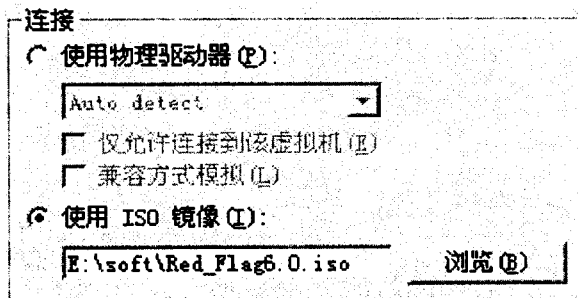 连接
使用物理驱动器(P):
Auto detect
仅允许连接到该虚拟机(E)
兼容方式模拟(L)
使用 ISO 镜像(I):
E:\soft\Red_Flag6.0.iso 浏览(B)